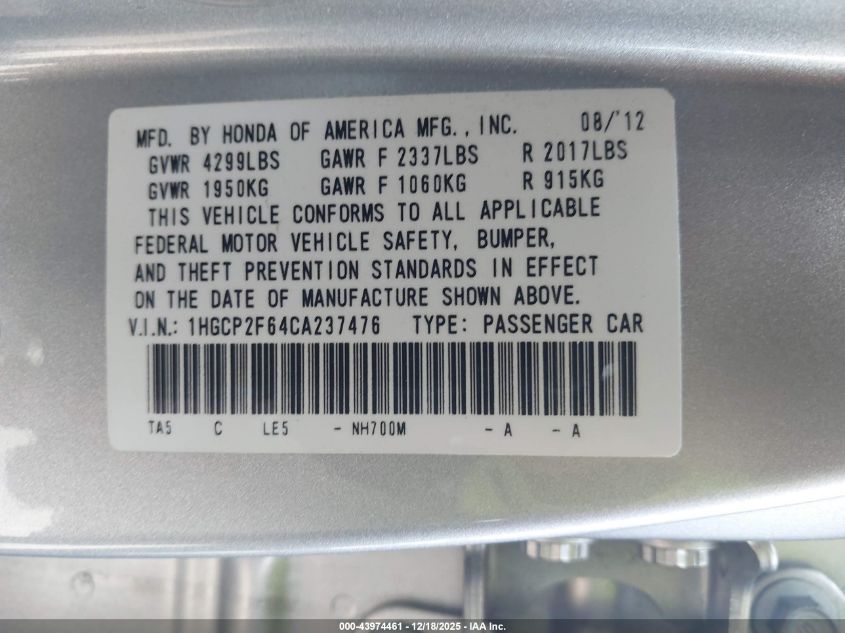 MFD. BY HONDA OF AMERICA MFG., INC. 08/'12
GVWR 4299LBS GAWR F 2337LBS R 2017LBS
GVWR 1950KG GAWR F 1060KG R 915KG
THIS VEHICLE CONFORMS TO ALL APPLICABLE
FEDERAL MOTOR VEHICLE SAFETY, BUMPER,
AND THEFT PREVENTION STANDARDS IN EFFECT
ON THE DATE OF MANUFACTURE SHOWN ABOVE.
V.I.N.: 1HGCP2F64CA237476 TYPE: PASSENGER CAR
TA5 C LE5 - NH700M - A - A
000-43974461 - 12/18/2025 - IAA Inc.